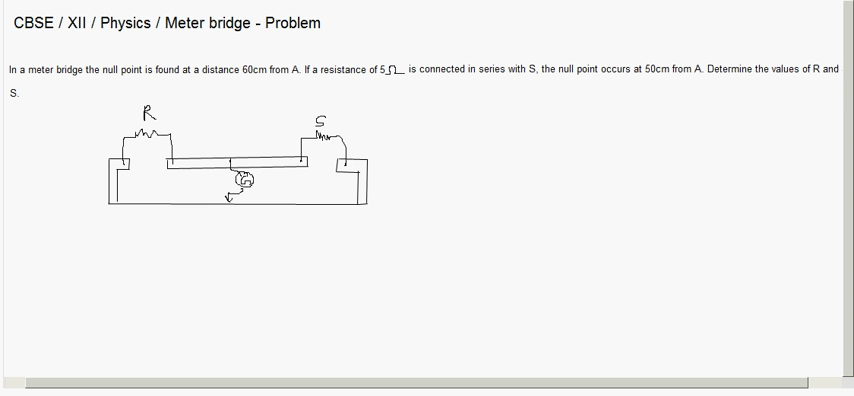 CBSE / XII / Physics / Meter bridge - Problem
In a meter bridge the null point is found at a distance 60cm from A. If a resistance of 5Ω is connected in series with S, the null point occurs at 50cm from A. Determine the values of R and
S.
R
S
G